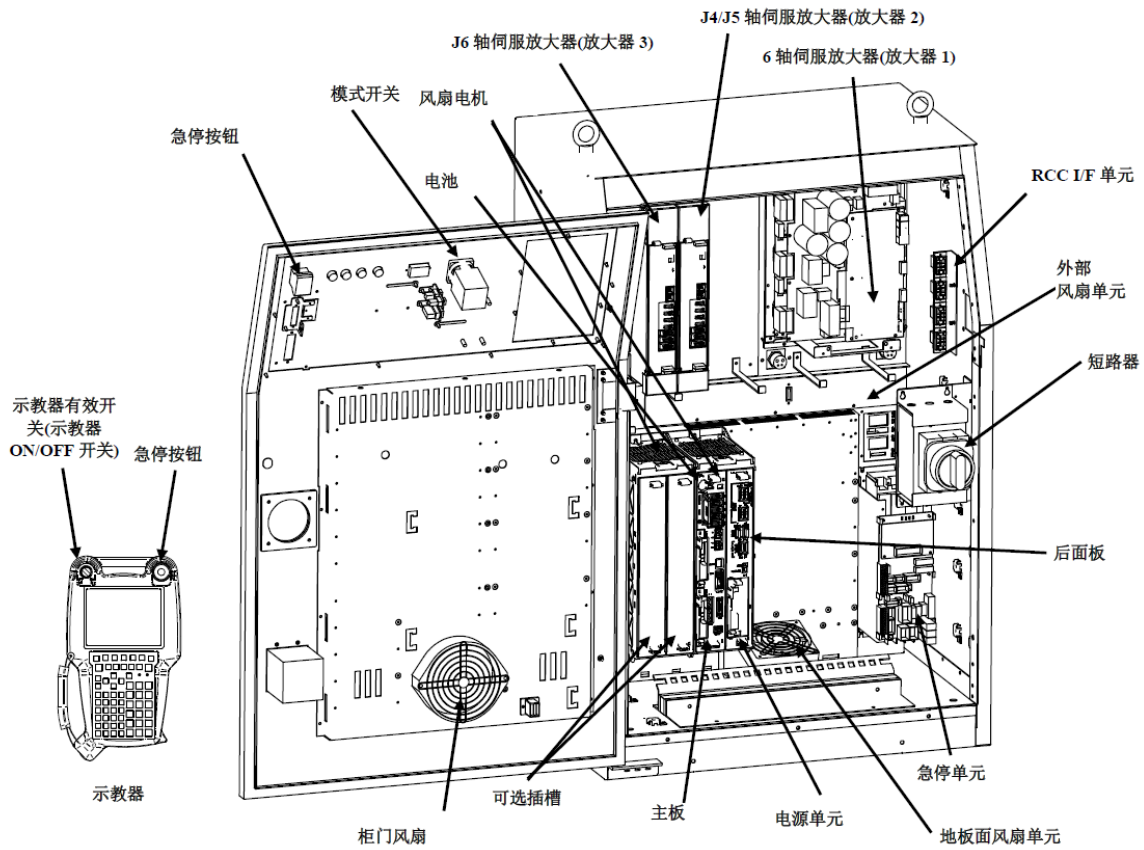 J4/J5 轴伺服放大器(放大器 2)
J6 轴伺服放大器(放大器 3)
6 轴伺服放大器(放大器 1)
模式开关
风扇电机
急停按钮
电池
RCC I/F 单元
外部
风扇单元
短路器
示教器有效开
关(示教器
ON/OFF 开关)
急停按钮
后面板
示教器
柜门风扇
可选插槽
主板
电源单元
急停单元
地板面风扇单元